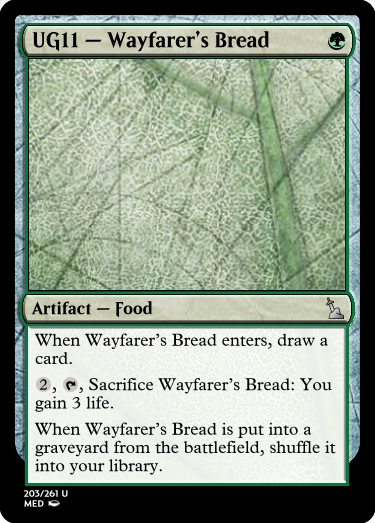 UG11 — Wayfarer's Bread
Artifact — Food
When Wayfarer's Bread enters, draw a
card.
2, , Sacrifice Wayfarer's Bread: You
gain 3 life.
When Wayfarer's Bread is put into a
graveyard from the battlefield, shuffle it
into your library.
203/261 U
MED